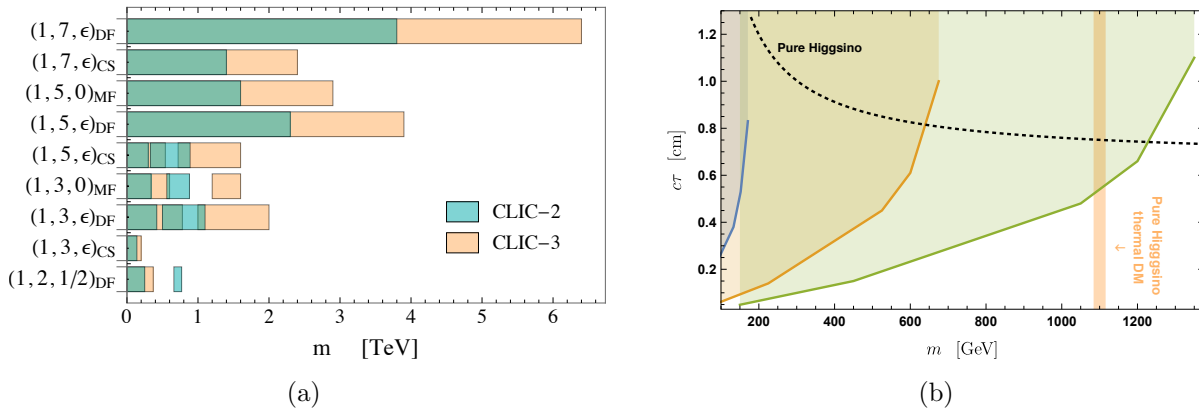 (1,7,ϵ)DF
(1,7,ϵ)CS
(1,5,0)MF
(1,5,ϵ)DF
(1,5,ϵ)CS
(1,3,0)MF
(1,3,ϵ)DF
(1,3,ϵ)CS
(1,2,1/2)DF
CLIC-2
CLIC-3
0 1 2 3 4 5 6
m [TeV]
(a)
1.2
1.0
0.8
0.6
0.4
0.2
cτ [cm]
Pure Higgsino
Pure Higggsino
thermal DM
↓
200 400 600 800 1000 1200
m [GeV]
(b)